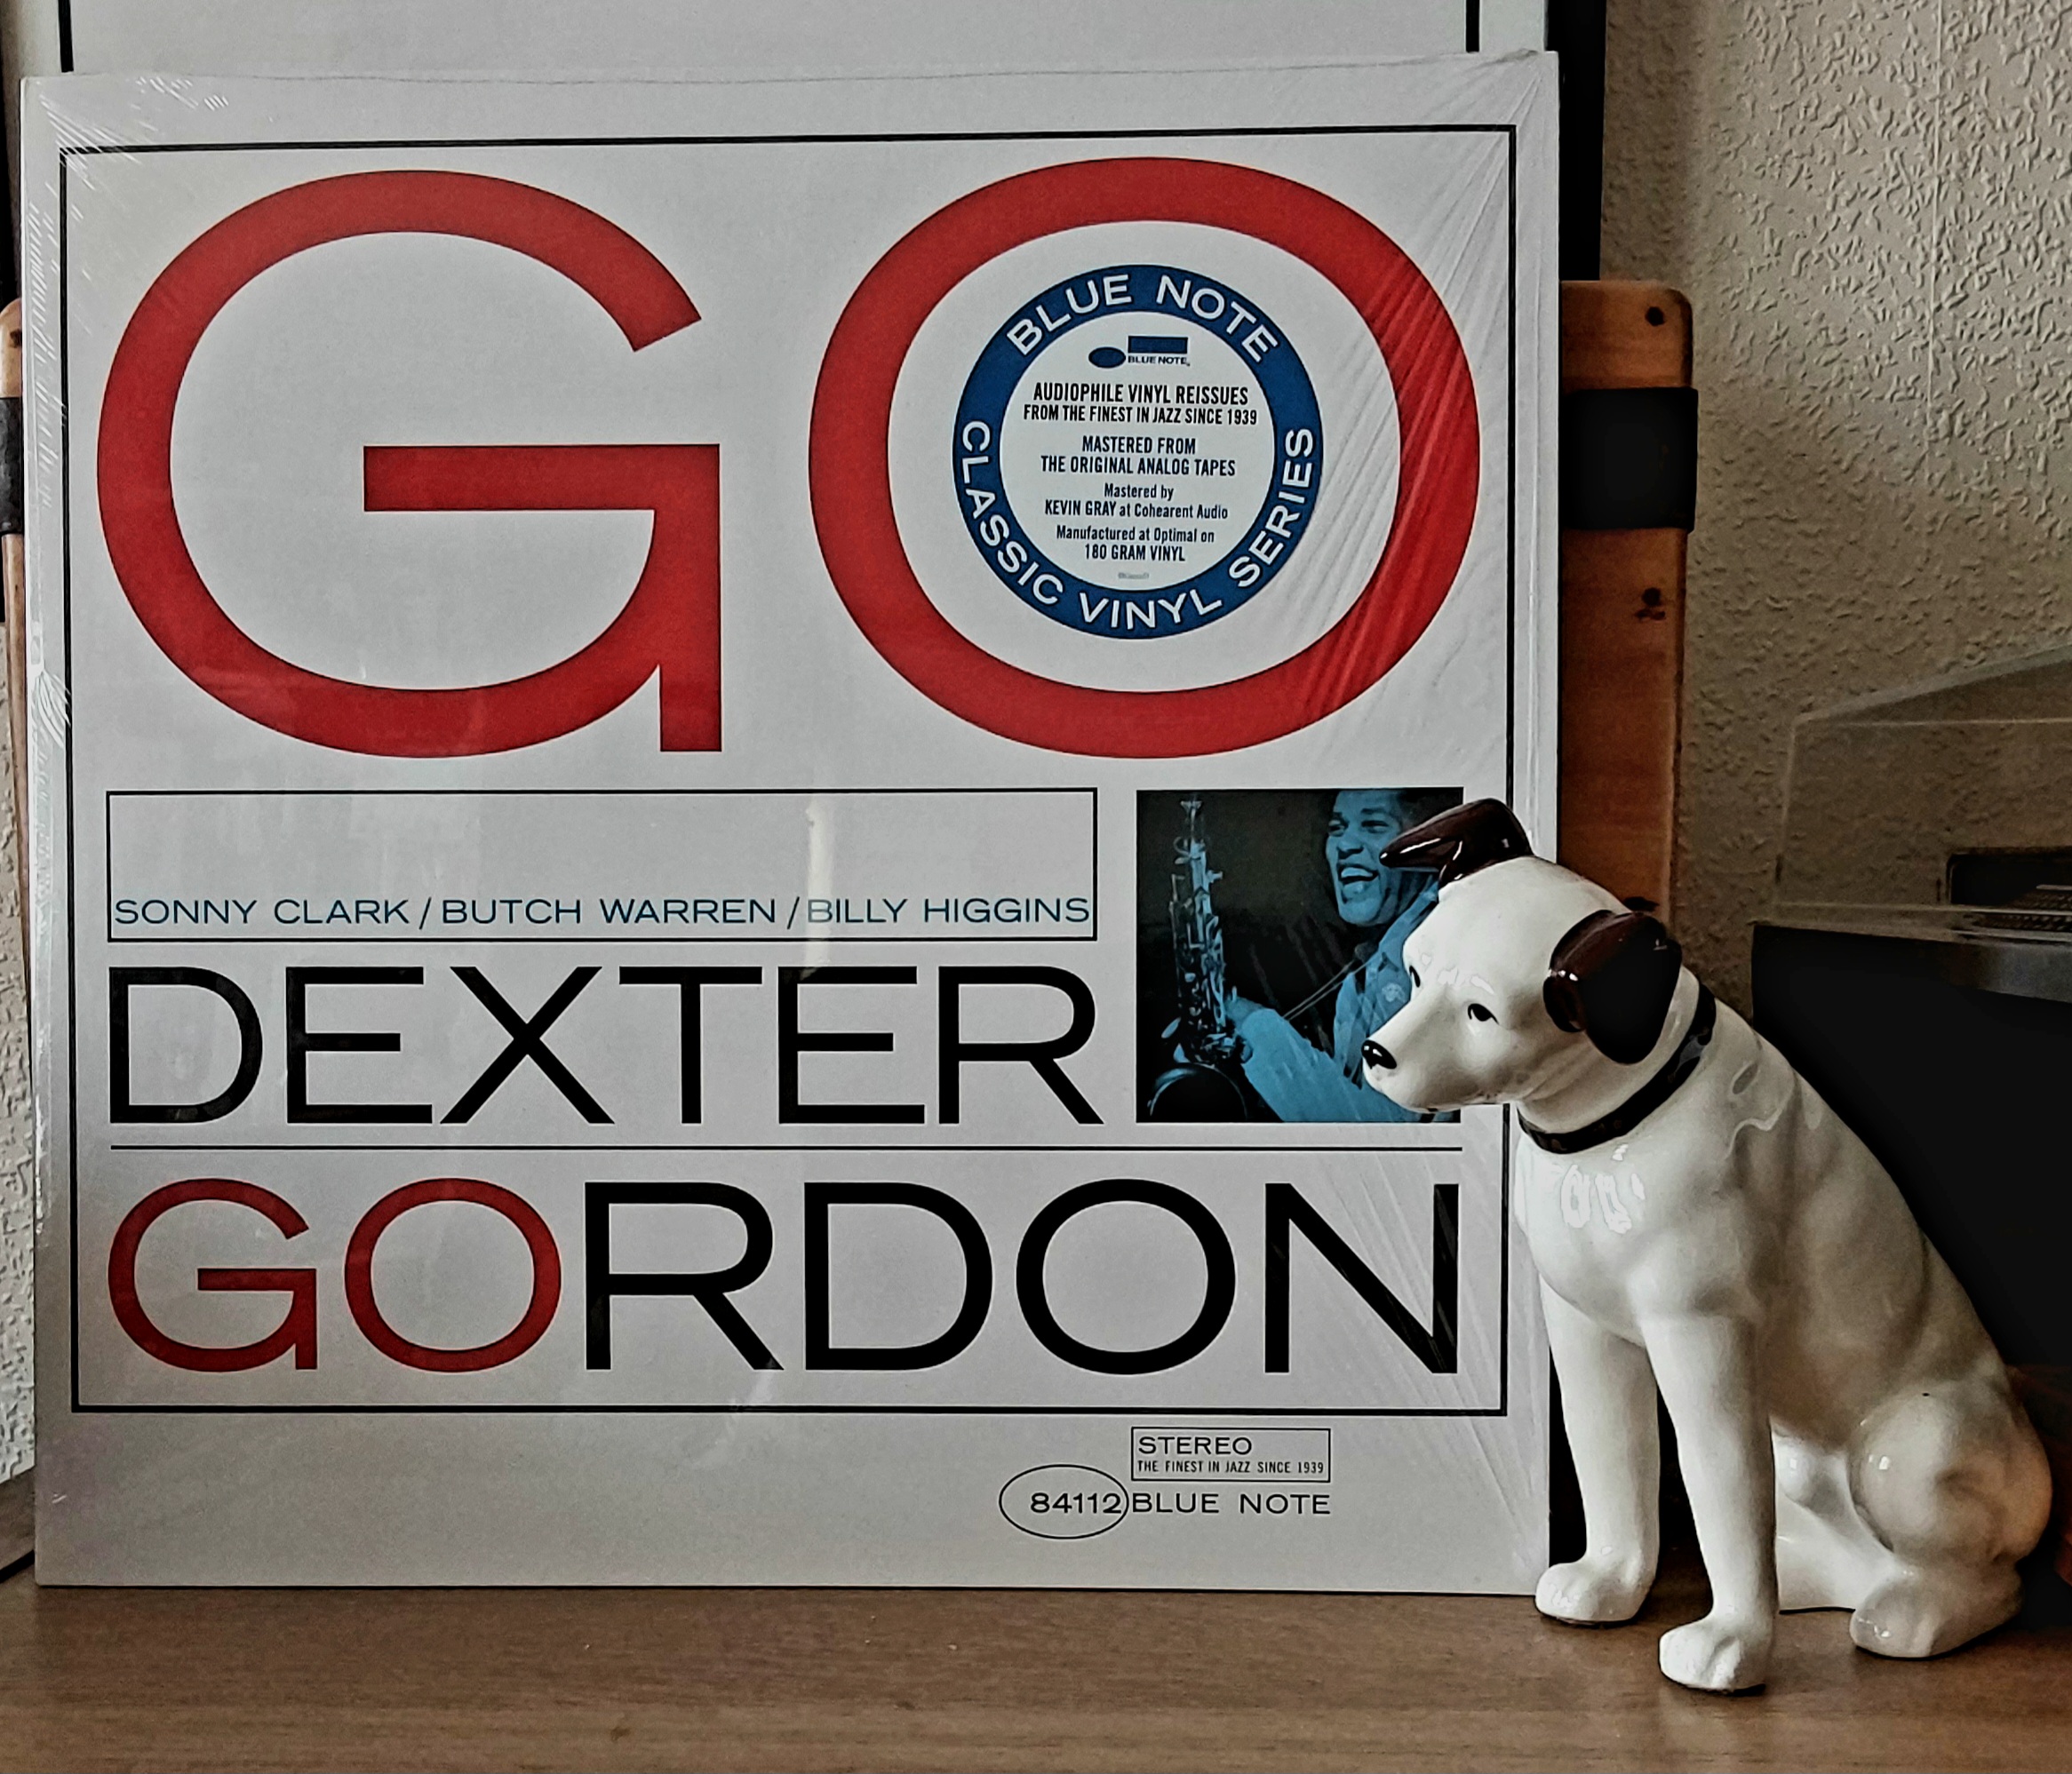 GO
BLUE NOTE
BLUE NOTE
AUDIOPHILE VINYL REISSUES
FROM THE FINEST IN JAZZ SINCE 1939
MASTERED FROM
THE ORIGINAL ANALOG TAPES
Mastered by
KEVIN GRAY at Cohearent Audio
Manufactured at Optimal on
180 GRAM VINYL
CLASSIC VINYL SERIES
SONNY CLARK/BUTCH WARREN/BILLY HIGGINS
DEXTER
GORDON
STEREO
THE FINEST IN JAZZ SINCE 1939
84112 BLUE NOTE